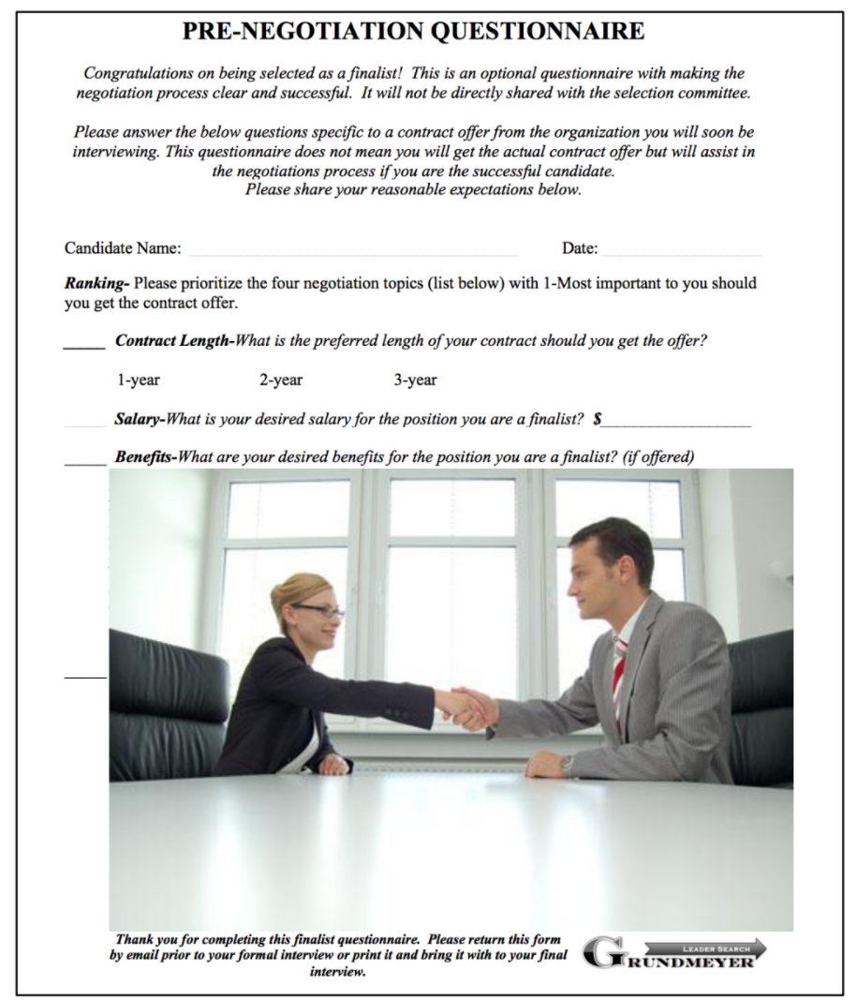 PRE-NEGOTIATION QUESTIONNAIRE
Congratulations on being selected as a finalist! This is an optional questionnaire with making the
negotiation process clear and successful. It will not be directly shared with the selection committee.
Please answer the below questions specific to a contract offer from the organization you will soon be
interviewing. This questionnaire does not mean you will get the actual contract offer but will assist in
the negotiations process if you are the successful candidate.
Please share your reasonable expectations below.
Candidate Name: Date:
Ranking- Please prioritize the four negotiation topics (list below) with 1-Most important to you should
you get the contract offer.
Contract Length-What is the preferred length of your contract should you get the offer?
1-year 2-year 3-year
Salary-What is your desired salary for the position you are a finalist? $
Benefits-What are your desired benefits for the position you are a finalist? (if offered)
Thank you for completing this finalist questionnaire. Please return this form
by email prior to your formal interview or print it and bring it with to your final
interview.
LEADER SEARCH
GRUNDMEYER